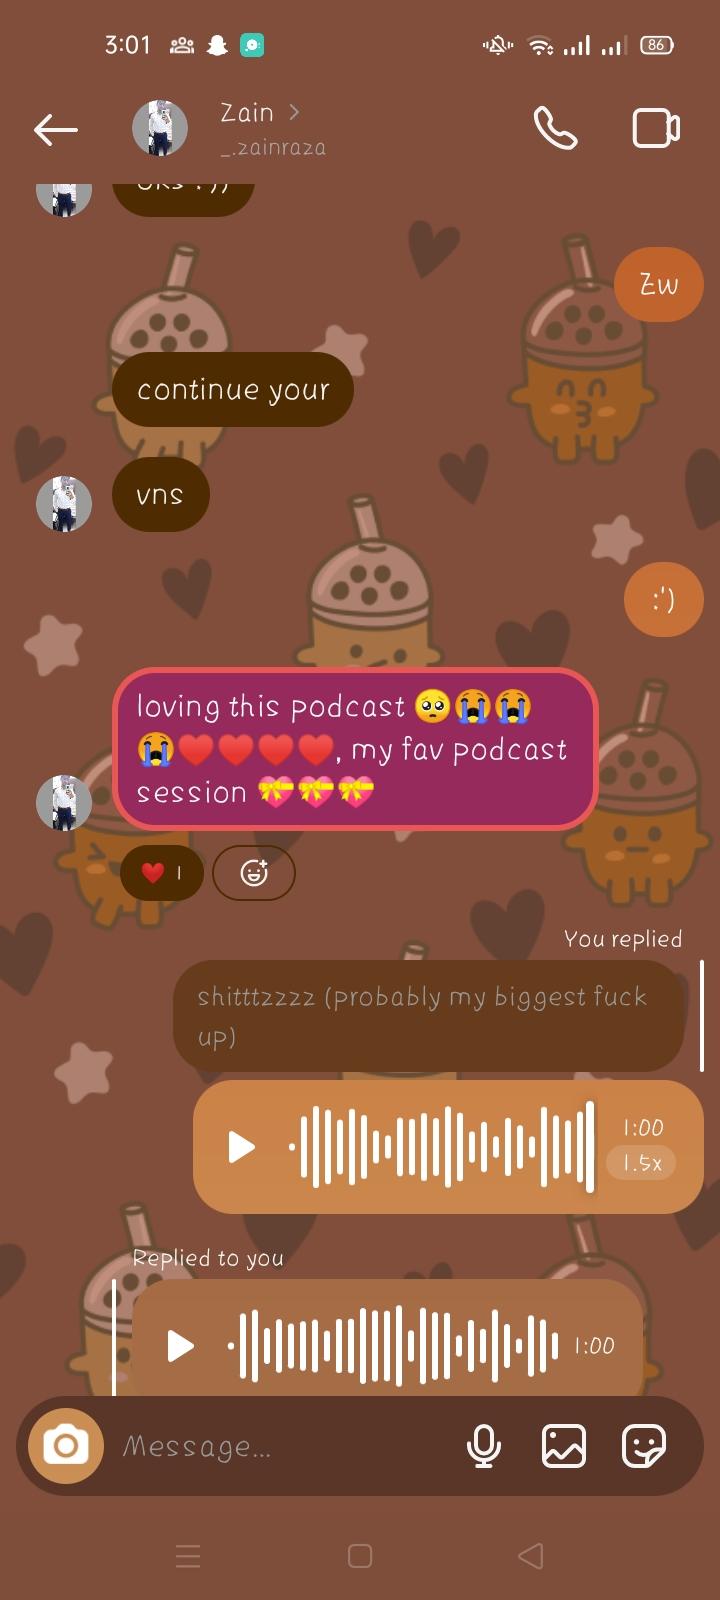 3:01
86
Zain
_.zainraza
Zw
continue your
vns
:')
loving this podcast 🥺😭😭
😭❤️❤️❤️❤️, my fav podcast
session 💝💝💝
❤️ 1
You replied
shitttzzzz (probably my biggest fuck
up)
1:00
1.5x
Replied to you
1:00
Message...